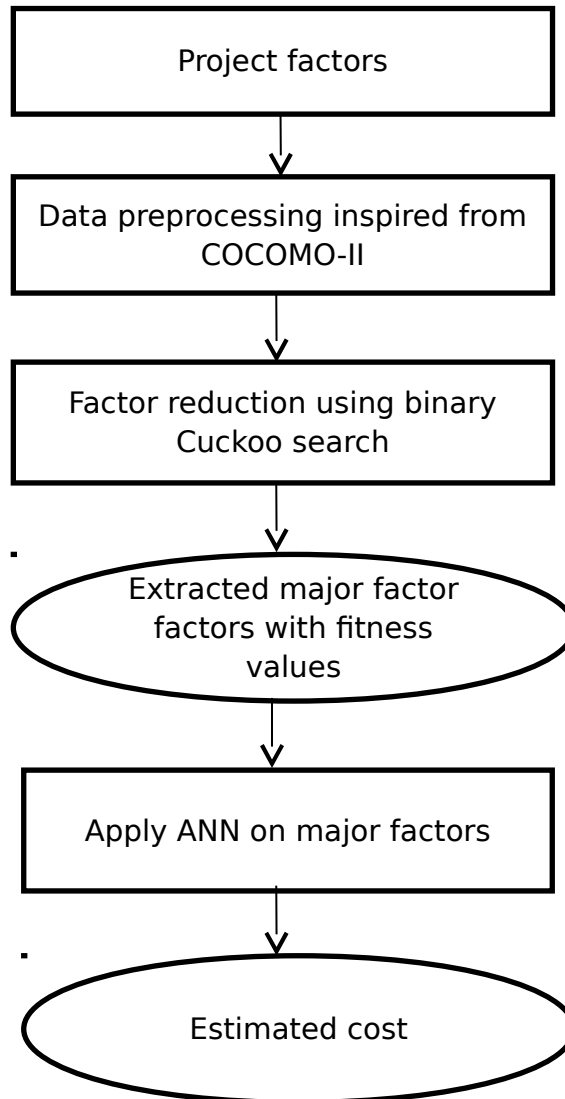 Project factors
Data preprocessing inspired from
COCOMO-II
Factor reduction using binary
Cuckoo search
Extracted major factor
factors with fitness
values
Apply ANN on major factors
Estimated cost